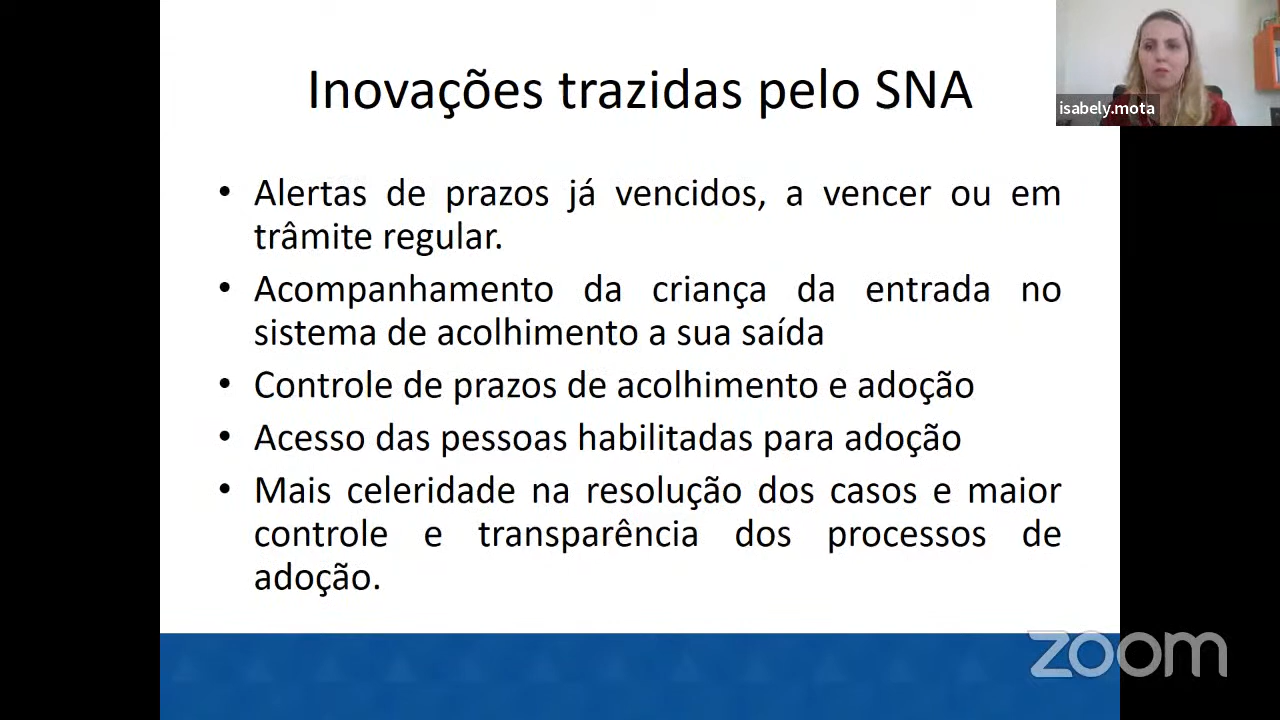 Inovações trazidas pelo SNA
isabely.mota
• Alertas de prazos já vencidos, a vencer ou em
trâmite regular.
• Acompanhamento da criança da entrada no
sistema de acolhimento a sua saída
• Controle de prazos de acolhimento e adoção
• Acesso das pessoas habilitadas para adoção
• Mais celeridade na resolução dos casos e maior
controle e transparência dos processos de
adoção.
zoom